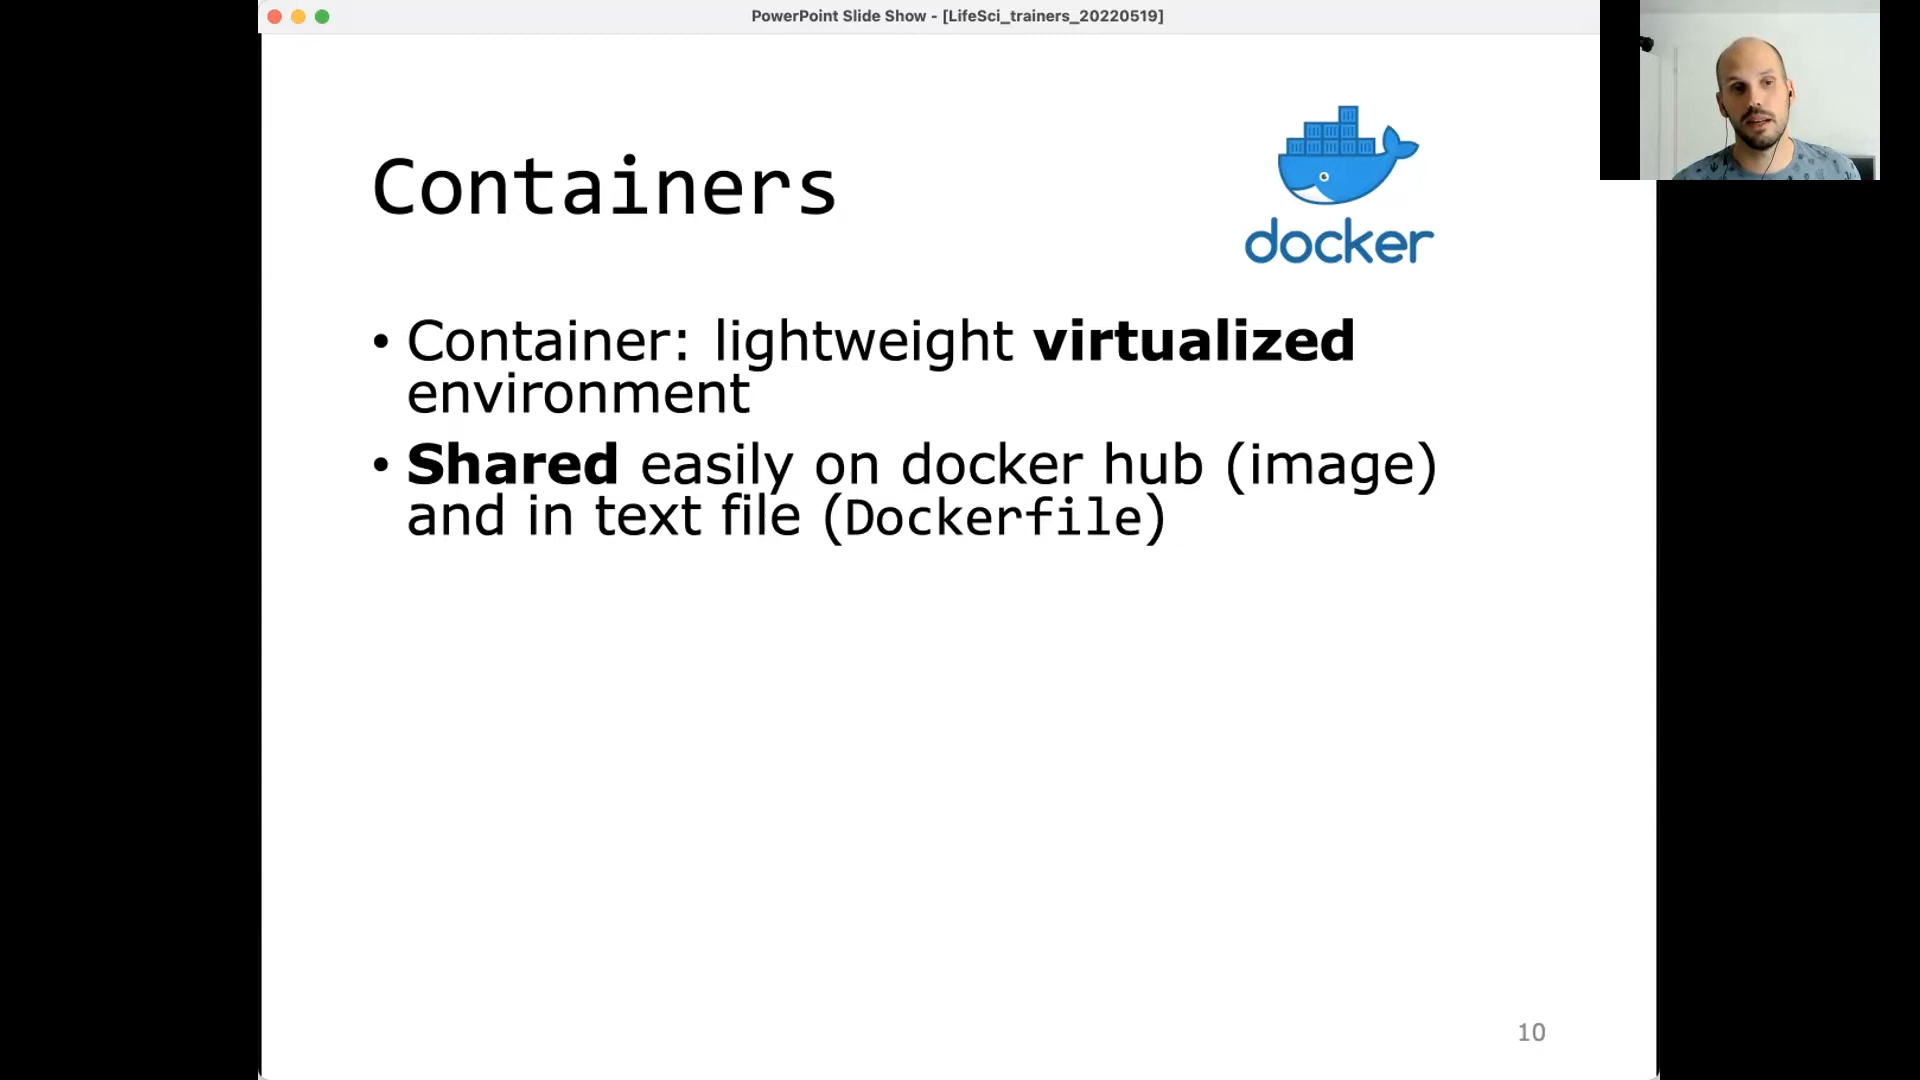 PowerPoint Slide Show - [LifeSci_trainers_20220519]
Containers
docker
• Container: lightweight virtualized
environment
• Shared easily on docker hub (image)
and in text file (Dockerfile)
10